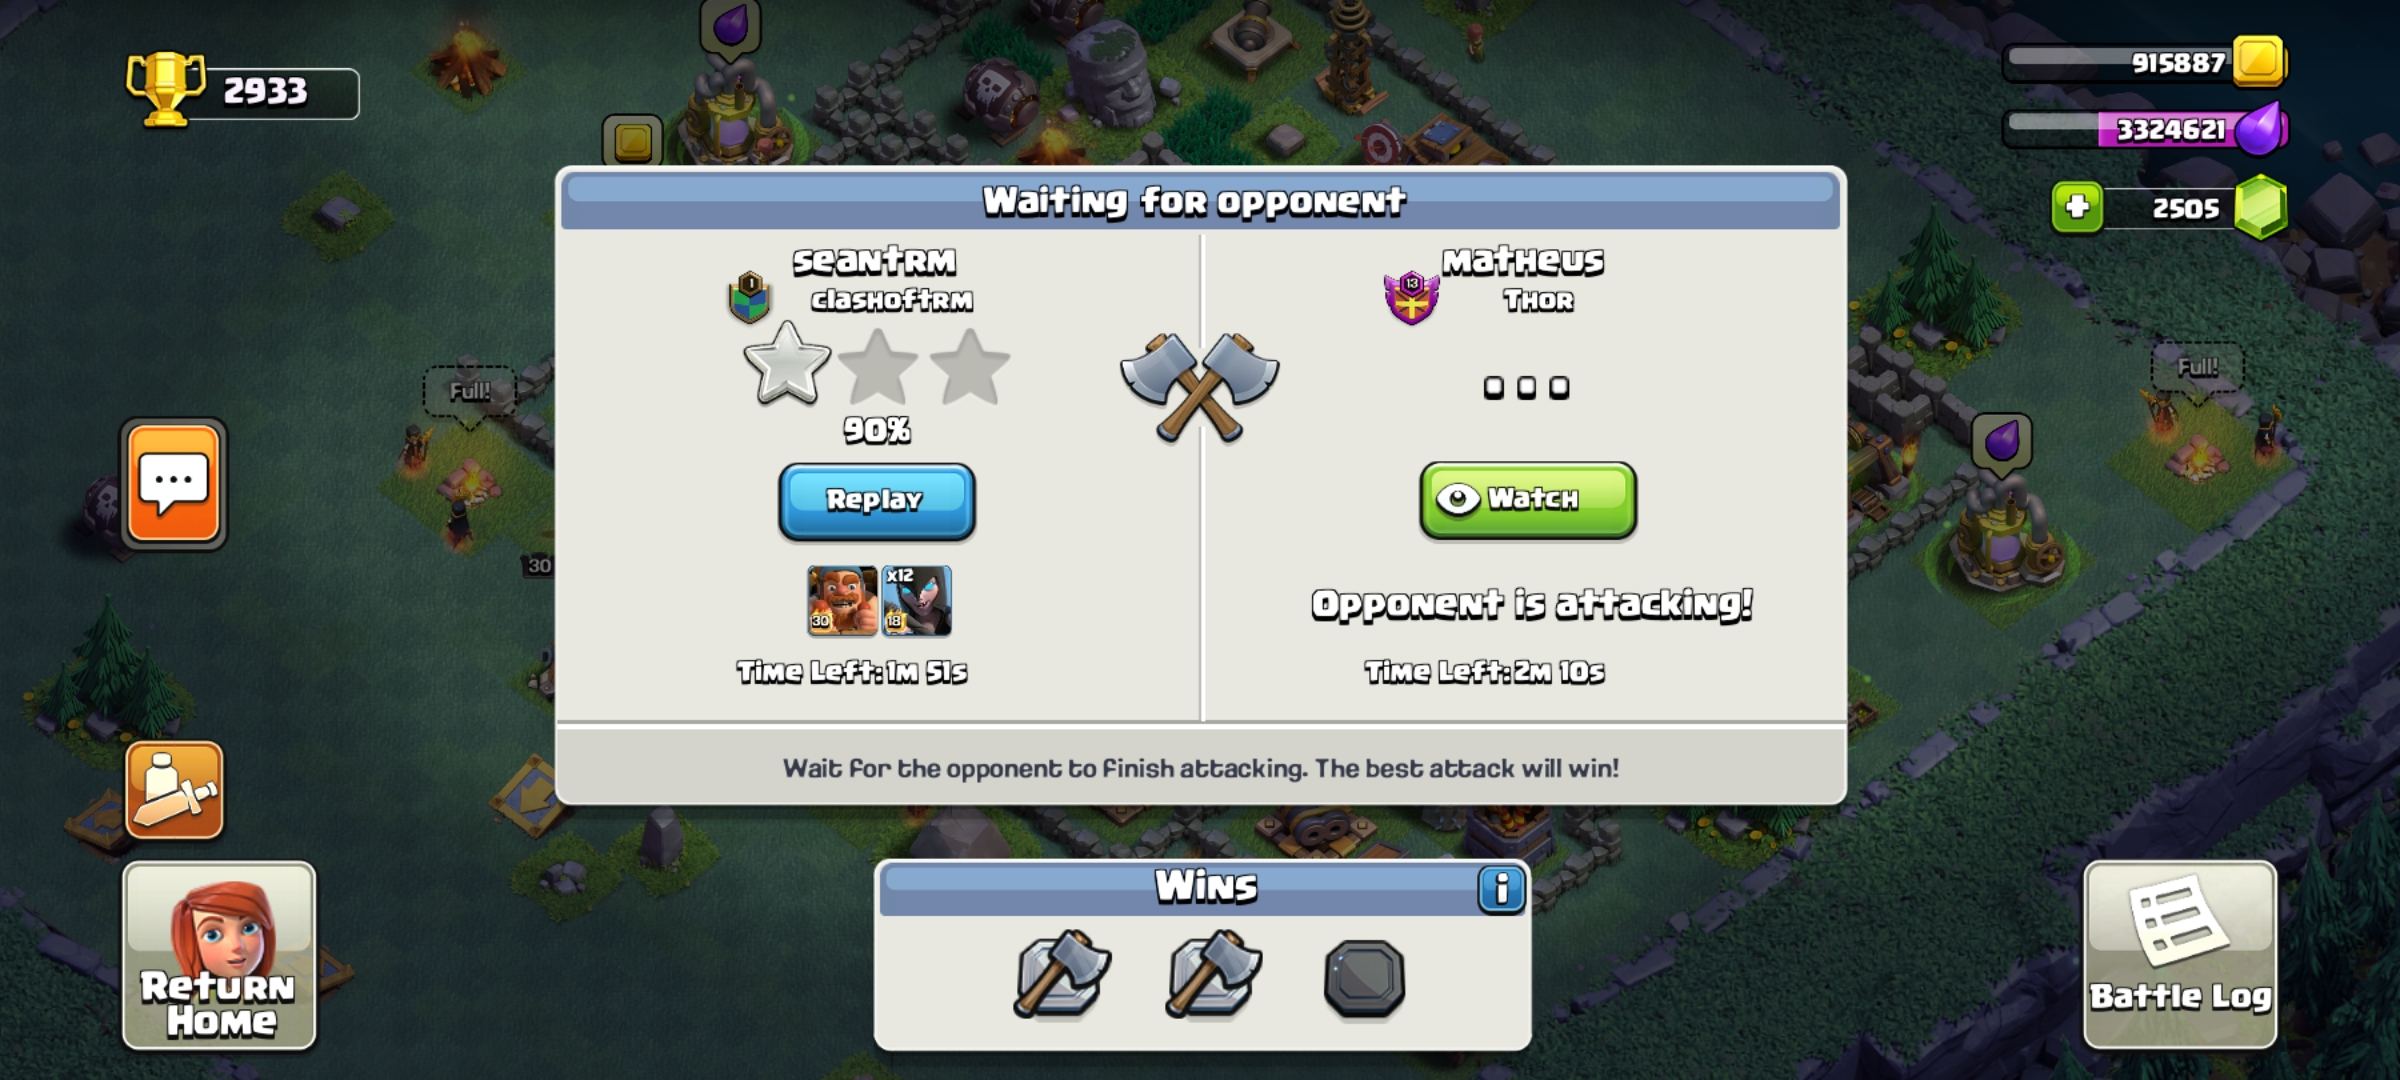 2933
915887
3324621
2505
Waiting for opponent
seantrm
1
clashoftrm
90%
Replay
30
x12
18
Time Left:1m 51s
Matheus
13
Thor
...
Watch
Opponent is attacking!
Time Left:2m 10s
Wait for the opponent to finish attacking. The best attack will win!
Full!
Full!
30
Wins
i
Return
Home
Battle Log